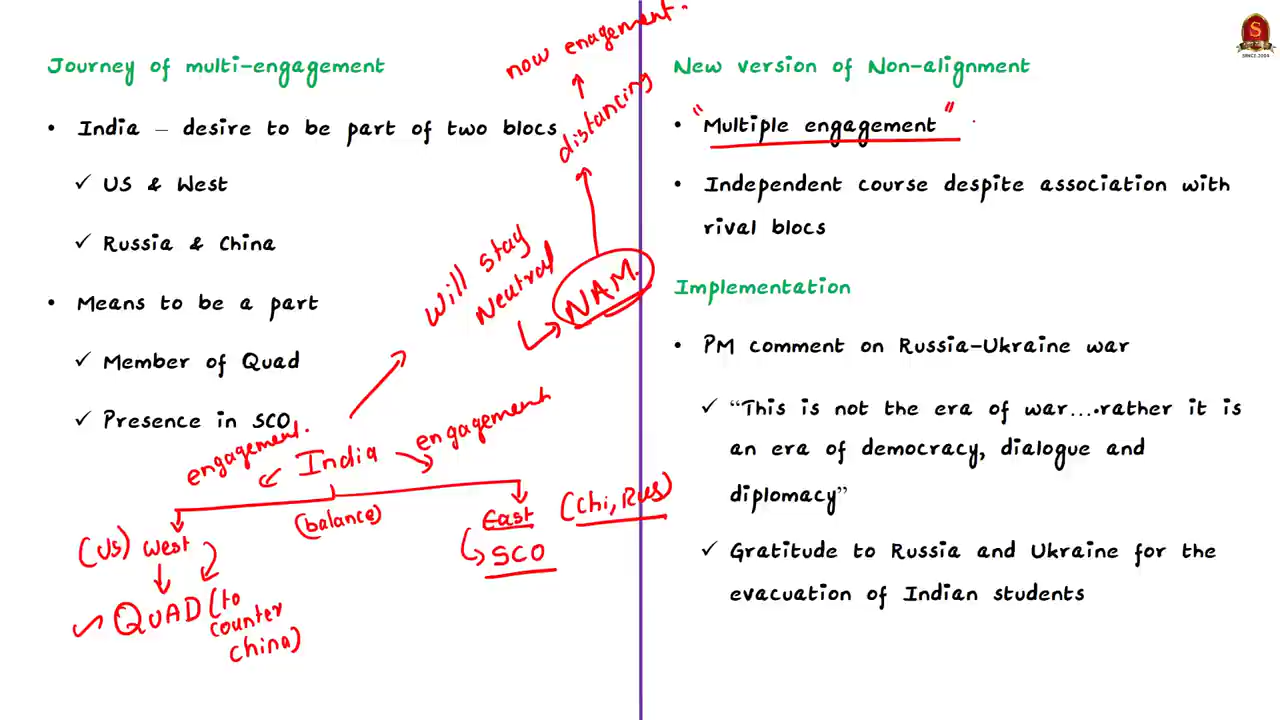 Journey of multi-engagement
• India – desire to be part of two blocs
✓ US & West
✓ Russia & China
• Means to be a part
✓ Member of Quad
✓ Presence in SCO
now enagement.
distancing
Will stay
Neutral
NAM.
engagement.
engagement
India
(balance)
(US) West
East
(Chi, Rus)
SCO
QUAD (to
counter
china)
New version of Non-alignment
• "Multiple engagement"
• Independent course despite association with
rival blocs
Implementation
• PM comment on Russia-Ukraine war
✓ “This is not the era of war....rather it is
an era of democracy, dialogue and
diplomacy”
✓ Gratitude to Russia and Ukraine for the
evacuation of Indian students
S
SINCE 2004